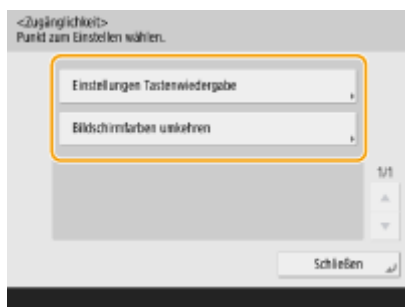 <Zugänglichkeit>
Punkt zum Einstellen wählen.
Einstellungen Tastenwiedergabe
Bildschirmfarben umkehren
1/1
Schließen